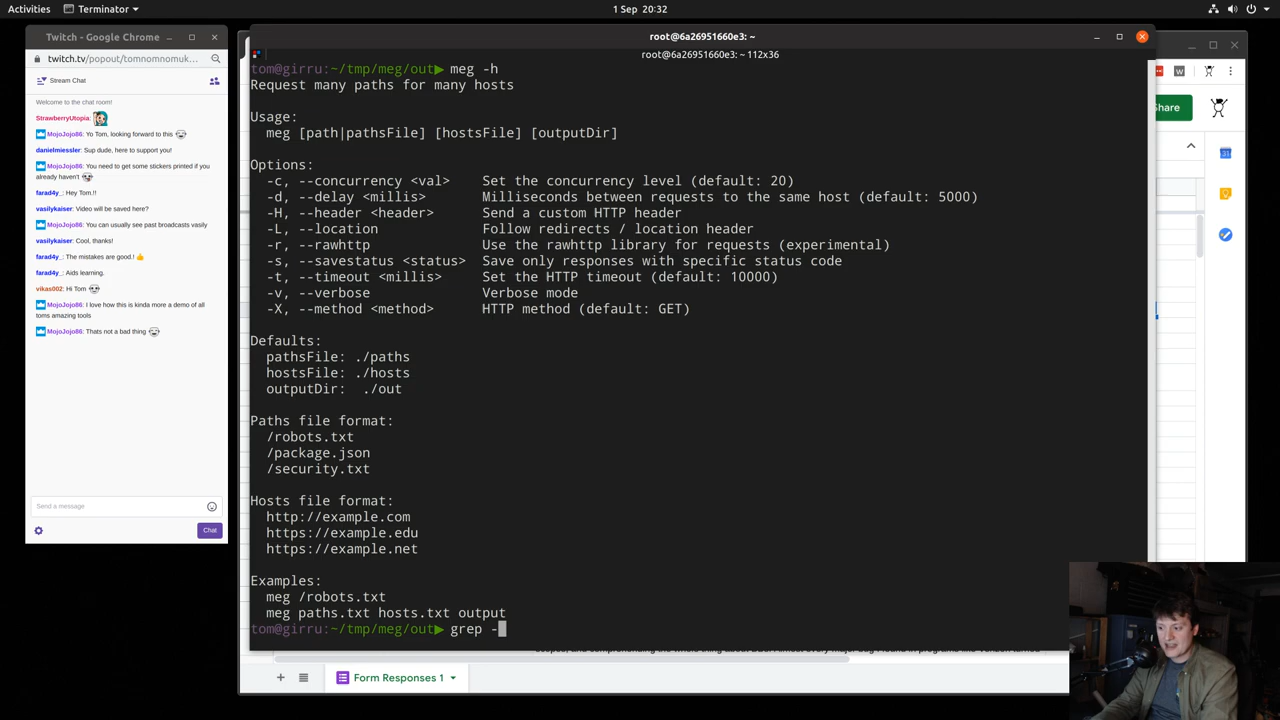 Activities
Terminator
1 Sep 20:32
Twitch - Google Chrome
twitch.tv/popout/tomnomnomuk
Stream Chat
Welcome to the chat room!
StrawberryUtopia:
MojoJojo86: Yo Tom, looking forward to this
danielmiessler: Sup dude, here to support you!
MojoJojo86: You need to get some stickers printed if you
already haven't
farad4y_: Hey Tom.!!
vasilykaiser: Video will be saved here?
MojoJojo86: You can usually see past broadcasts vasily
vasilykaiser: Cool, thanks!
farad4y_: The mistakes are good.!
farad4y_: Aids learning.
vikas002: Hi Tom
MojoJojo86: I love how this is kinda more a demo of all
toms amazing tools
MojoJojo86: Thats not a bad thing
Send a message
Chat
root@6a26951660e3: ~
root@6a26951660e3: ~ 112x36
tom@girru:~/tmp/meg/out▶ meg -h
Request many paths for many hosts
Usage:
meg [path|pathsFile] [hostsFile] [outputDir]
Options:
-c, --concurrency <val> Set the concurrency level (default: 20)
-d, --delay <millis> Milliseconds between requests to the same host (default: 5000)
-H, --header <header> Send a custom HTTP header
-L, --location Follow redirects / location header
-r, --rawhttp Use the rawhttp library for requests (experimental)
-s, --savestatus <status> Save only responses with specific status code
-t, --timeout <millis> Set the HTTP timeout (default: 10000)
-v, --verbose Verbose mode
-X, --method <method> HTTP method (default: GET)
Defaults:
pathsFile: ./paths
hostsFile: ./hosts
outputDir: ./out
Paths file format:
/robots.txt
/package.json
/security.txt
Hosts file format:
http://example.com
https://example.edu
https://example.net
Examples:
meg /robots.txt
meg paths.txt hosts.txt output
tom@girru:~/tmp/meg/out▶ grep -
Share
31
Form Responses 1